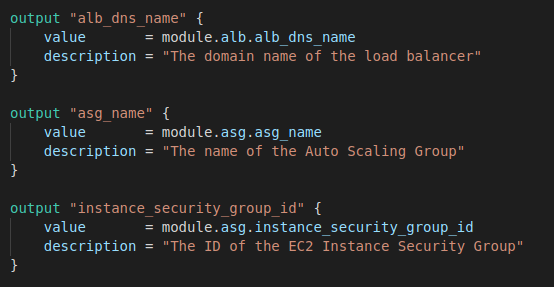 output "alb_dns_name" {
    value       = module.alb.alb_dns_name
    description = "The domain name of the load balancer"
}
output "asg_name" {
    value       = module.asg.asg_name
    description = "The name of the Auto Scaling Group"
}
output "instance_security_group_id" {
    value       = module.asg.instance_security_group_id
    description = "The ID of the EC2 Instance Security Group"
}